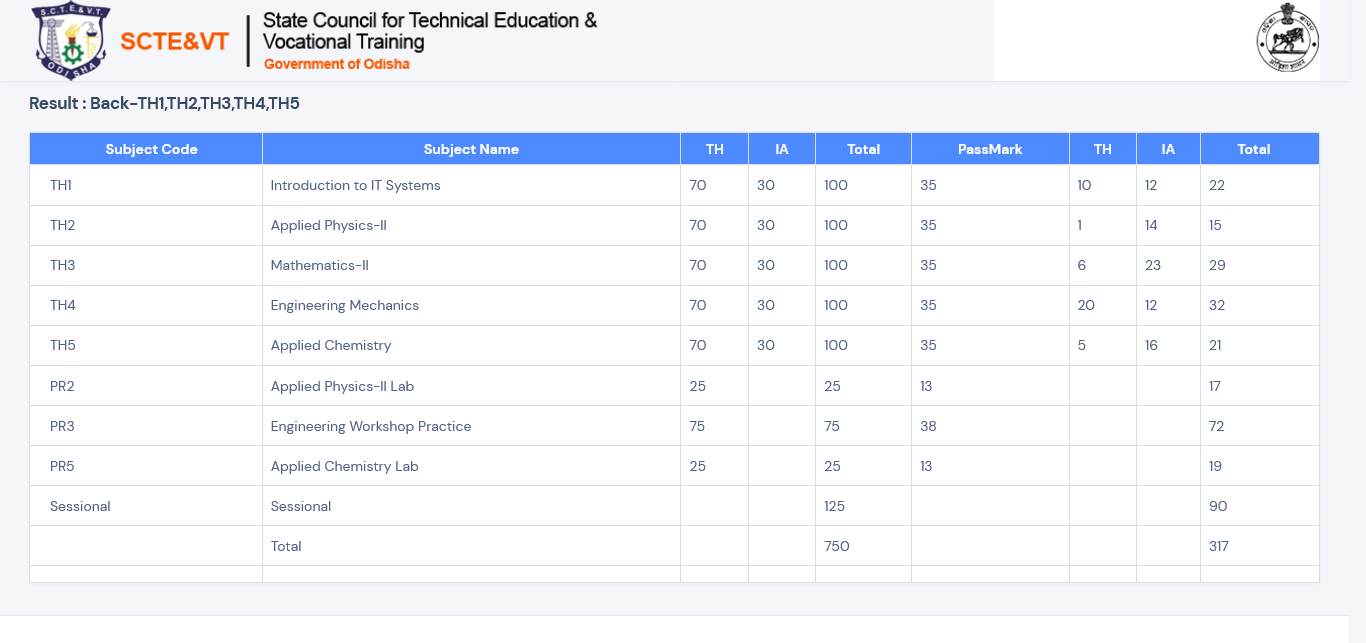 S.C.T.E.& V.T.
ODISHA
SCTE&VT
State Council for Technical Education &
Vocational Training
Government of Odisha
Result : Back-TH1,TH2,TH3,TH4,TH5
Subject Code Subject Name TH IA Total PassMark TH IA Total
TH1 Introduction to IT Systems 70 30 100 35 10 12 22
TH2 Applied Physics-II 70 30 100 35 1 14 15
TH3 Mathematics-II 70 30 100 35 6 23 29
TH4 Engineering Mechanics 70 30 100 35 20 12 32
TH5 Applied Chemistry 70 30 100 35 5 16 21
PR2 Applied Physics-II Lab 25 25 13 17
PR3 Engineering Workshop Practice 75 75 38 72
PR5 Applied Chemistry Lab 25 25 13 19
Sessional Sessional 125 90
Total 750 317